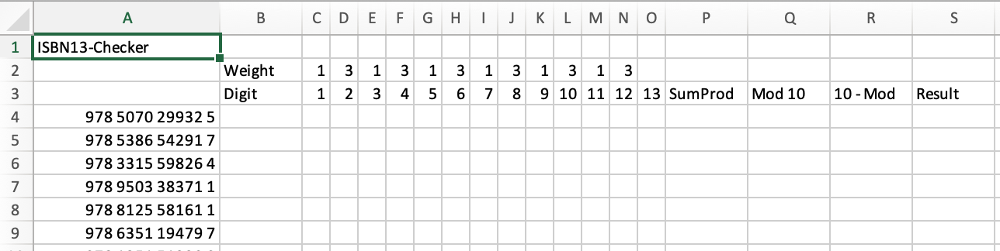 A B C D E F G H I J K L M N O P Q R S
1 ISBN13-Checker
2 Weight 1 3 1 3 1 3 1 3 1 3 1 3
3 Digit 1 2 3 4 5 6 7 8 9 10 11 12 13 SumProd Mod 10 10 - Mod Result
4 978 5070 29932 5
5 978 5386 54291 7
6 978 3315 59826 4
7 978 9503 38371 1
8 978 8125 58161 1
9 978 6351 19479 7